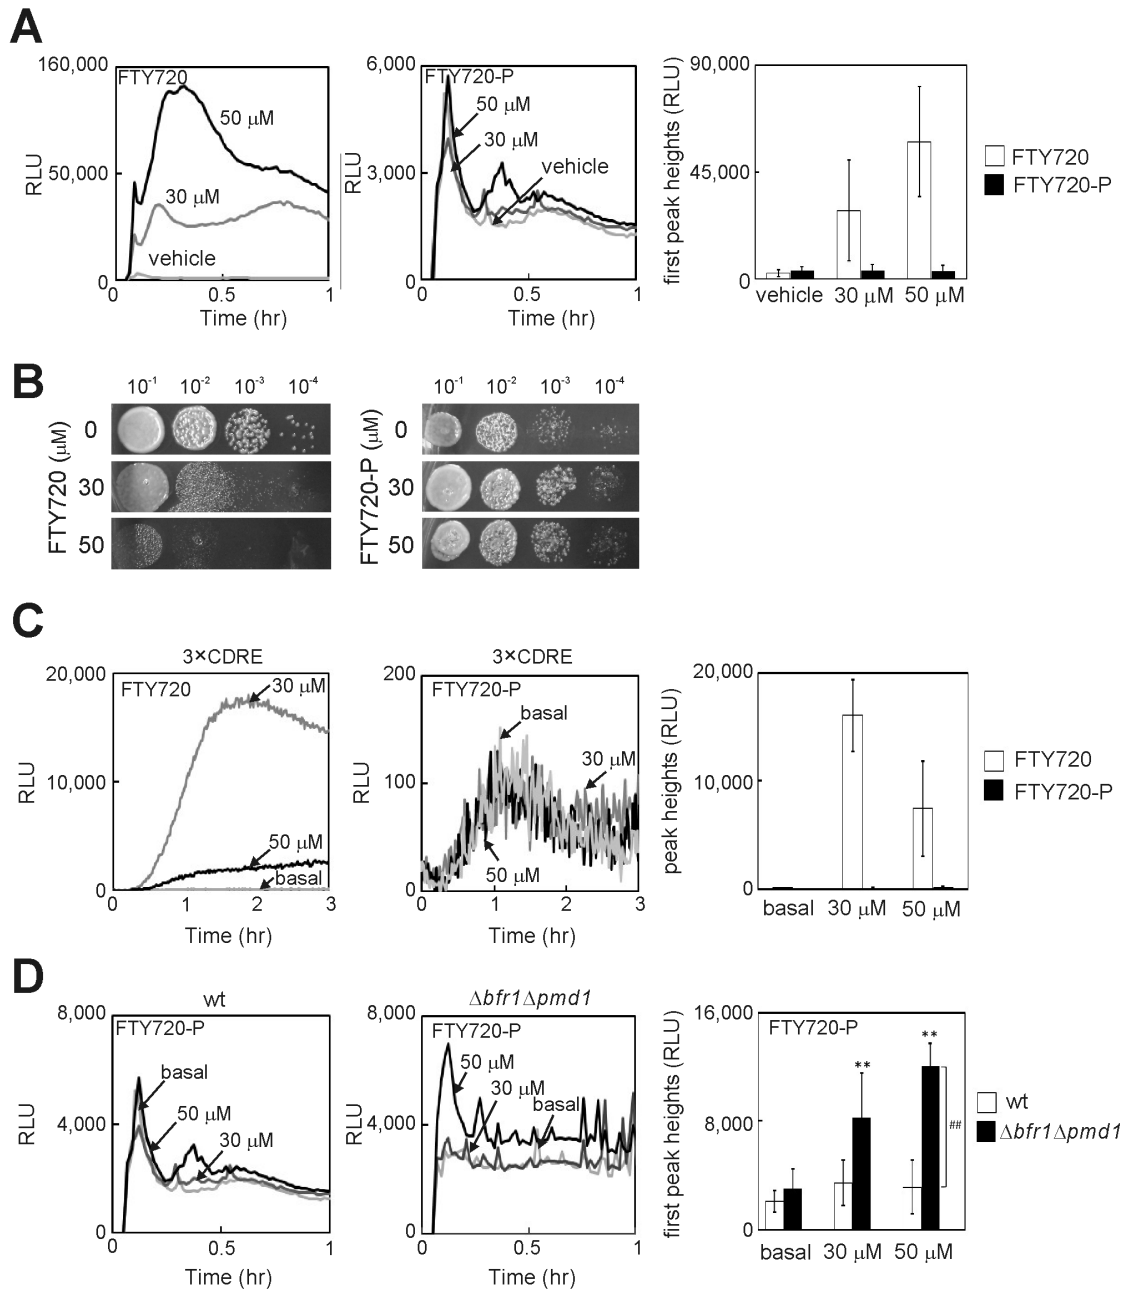 A
160,000
50,000
0
RLU
FTY720
50 μM
30 μM
vehicle
0
0.5
1
Time (hr)
6,000
3,000
0
RLU
FTY720-P
50 μM
30 μM
vehicle
0
0.5
1
Time (hr)
90,000
45,000
0
first peak heights (RLU)
vehicle
30 μM
50 μM
FTY720
FTY720-P
B
10-1
10-2
10-3
10-4
FTY720 (μM)
0
30
50
10-1
10-2
10-3
10-4
FTY720-P (μM)
0
30
50
C
3×CDRE
20,000
10,000
0
RLU
FTY720
30 μM
50 μM
basal
0
1
2
3
Time (hr)
3×CDRE
200
100
0
RLU
FTY720-P
basal
30 μM
50 μM
0
1
2
3
Time (hr)
20,000
10,000
0
peak heights (RLU)
basal
30 μM
50 μM
FTY720
FTY720-P
D
wt
8,000
4,000
0
RLU
FTY720-P
basal
50 μM
30 μM
0
0.5
1
Time (hr)
Δbfr1Δpmd1
8,000
4,000
0
RLU
FTY720-P
50 μM
30 μM
basal
0
0.5
1
Time (hr)
16,000
8,000
0
first peak heights (RLU)
FTY720-P
**
**
##
basal
30 μM
50 μM
wt
Δbfr1Δpmd1